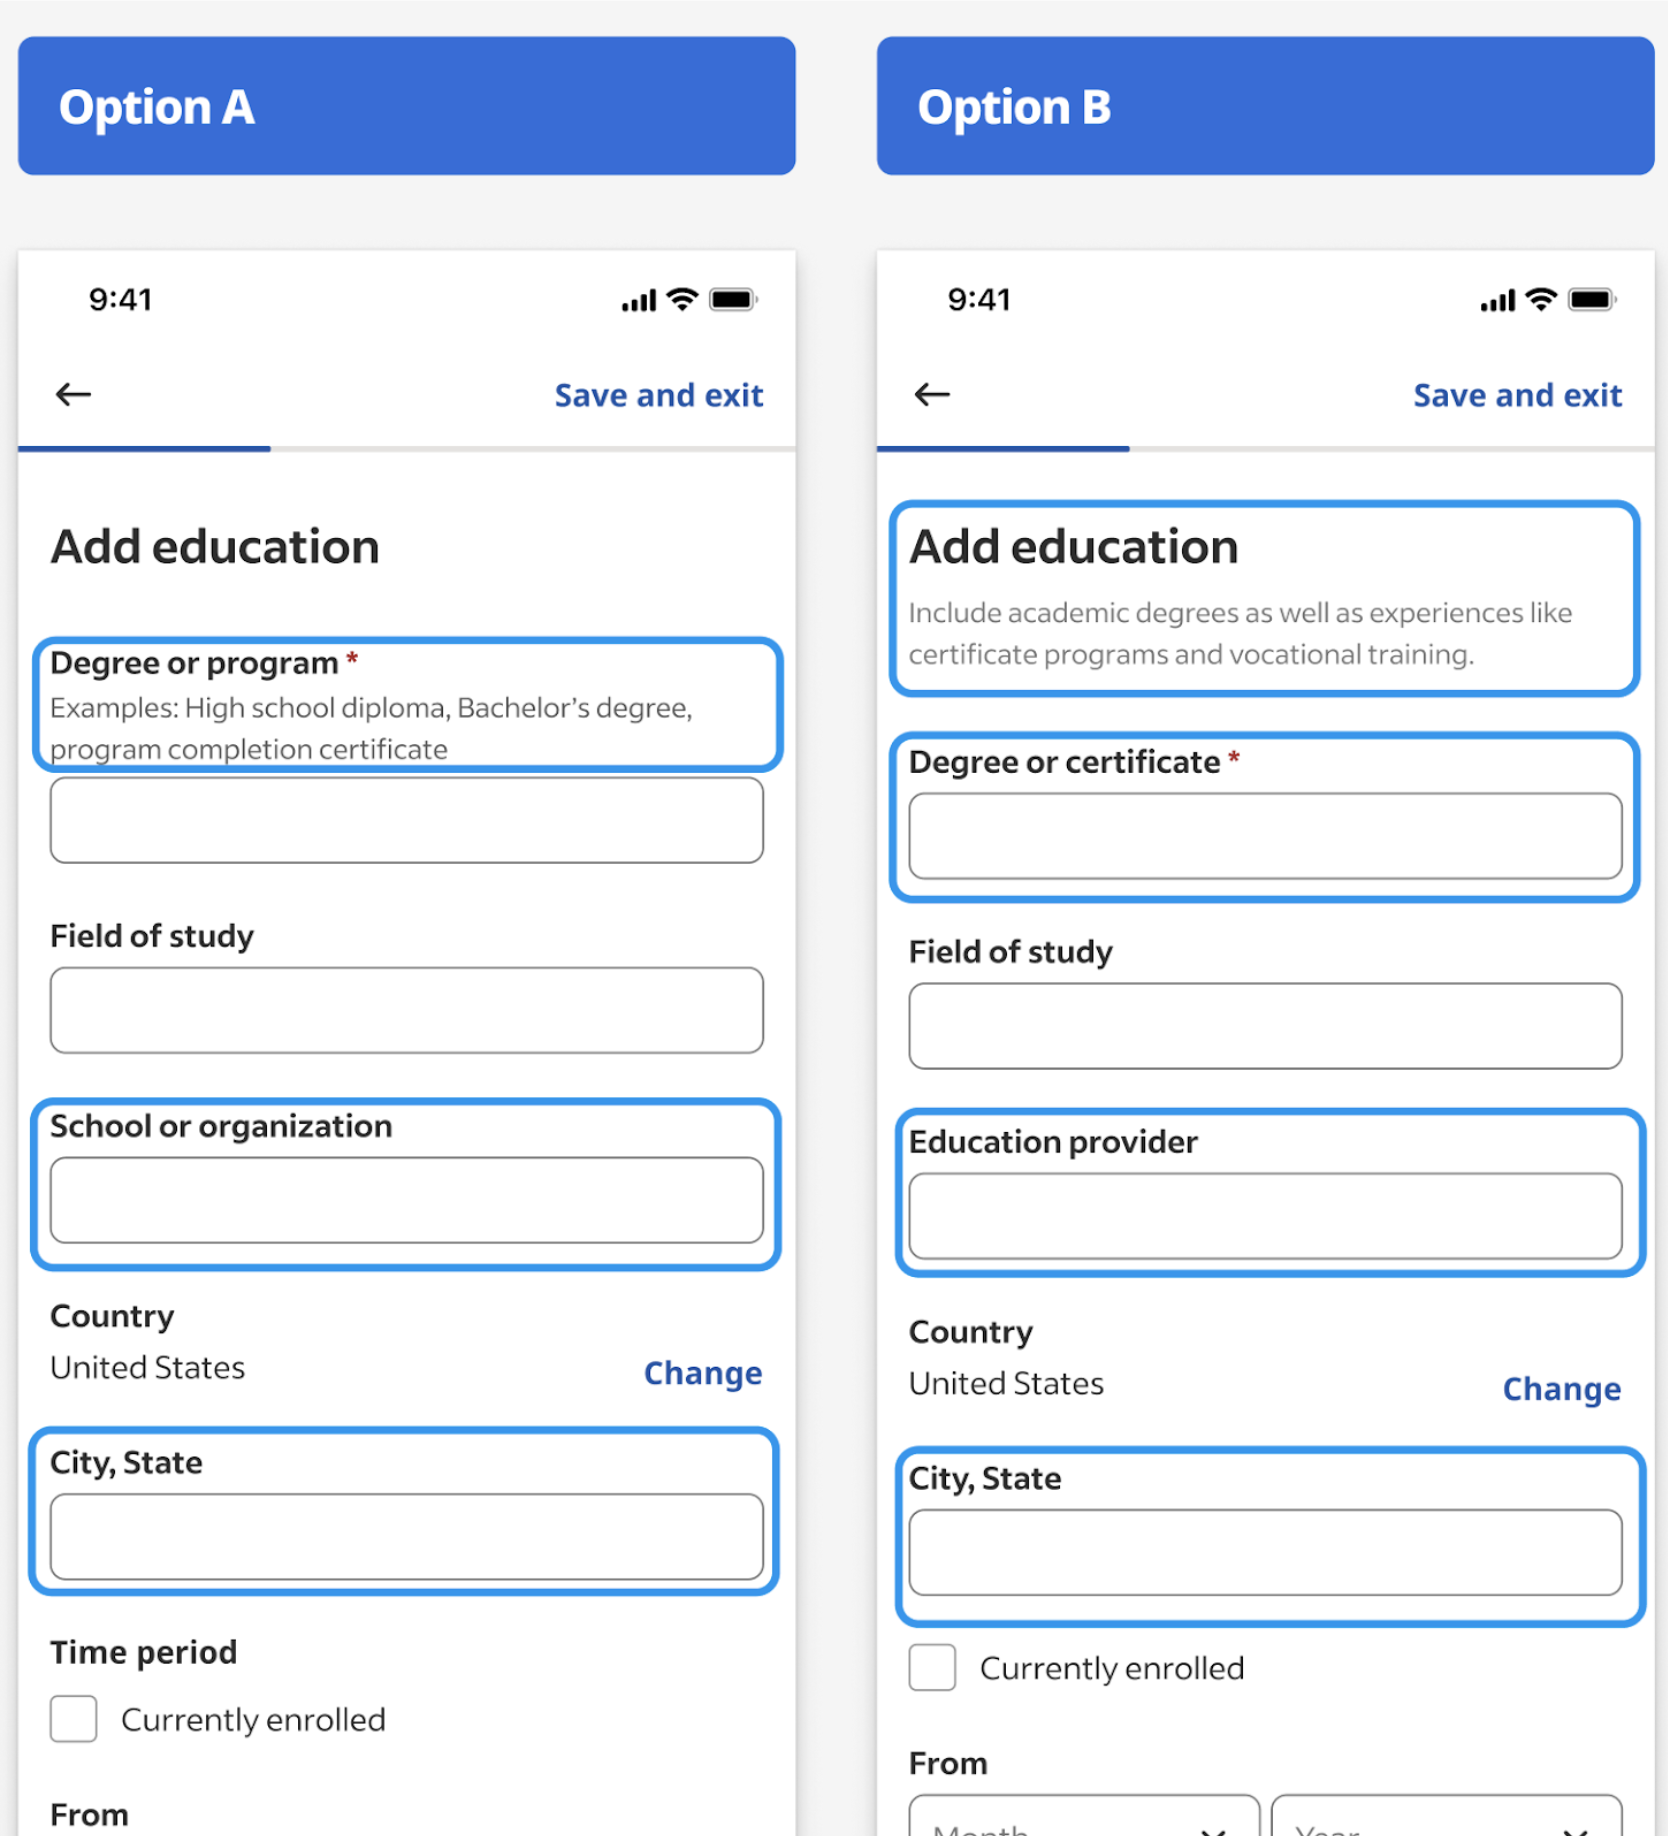 Option A
9:41
Save and exit
Add education
Degree or program *
Examples: High school diploma, Bachelor’s degree,
program completion certificate
Field of study
School or organization
Country
United States
Change
City, State
Time period
Currently enrolled
From
Option B
9:41
Save and exit
Add education
Include academic degrees as well as experiences like
certificate programs and vocational training.
Degree or certificate *
Field of study
Education provider
Country
United States
Change
City, State
Currently enrolled
From
Month
Year